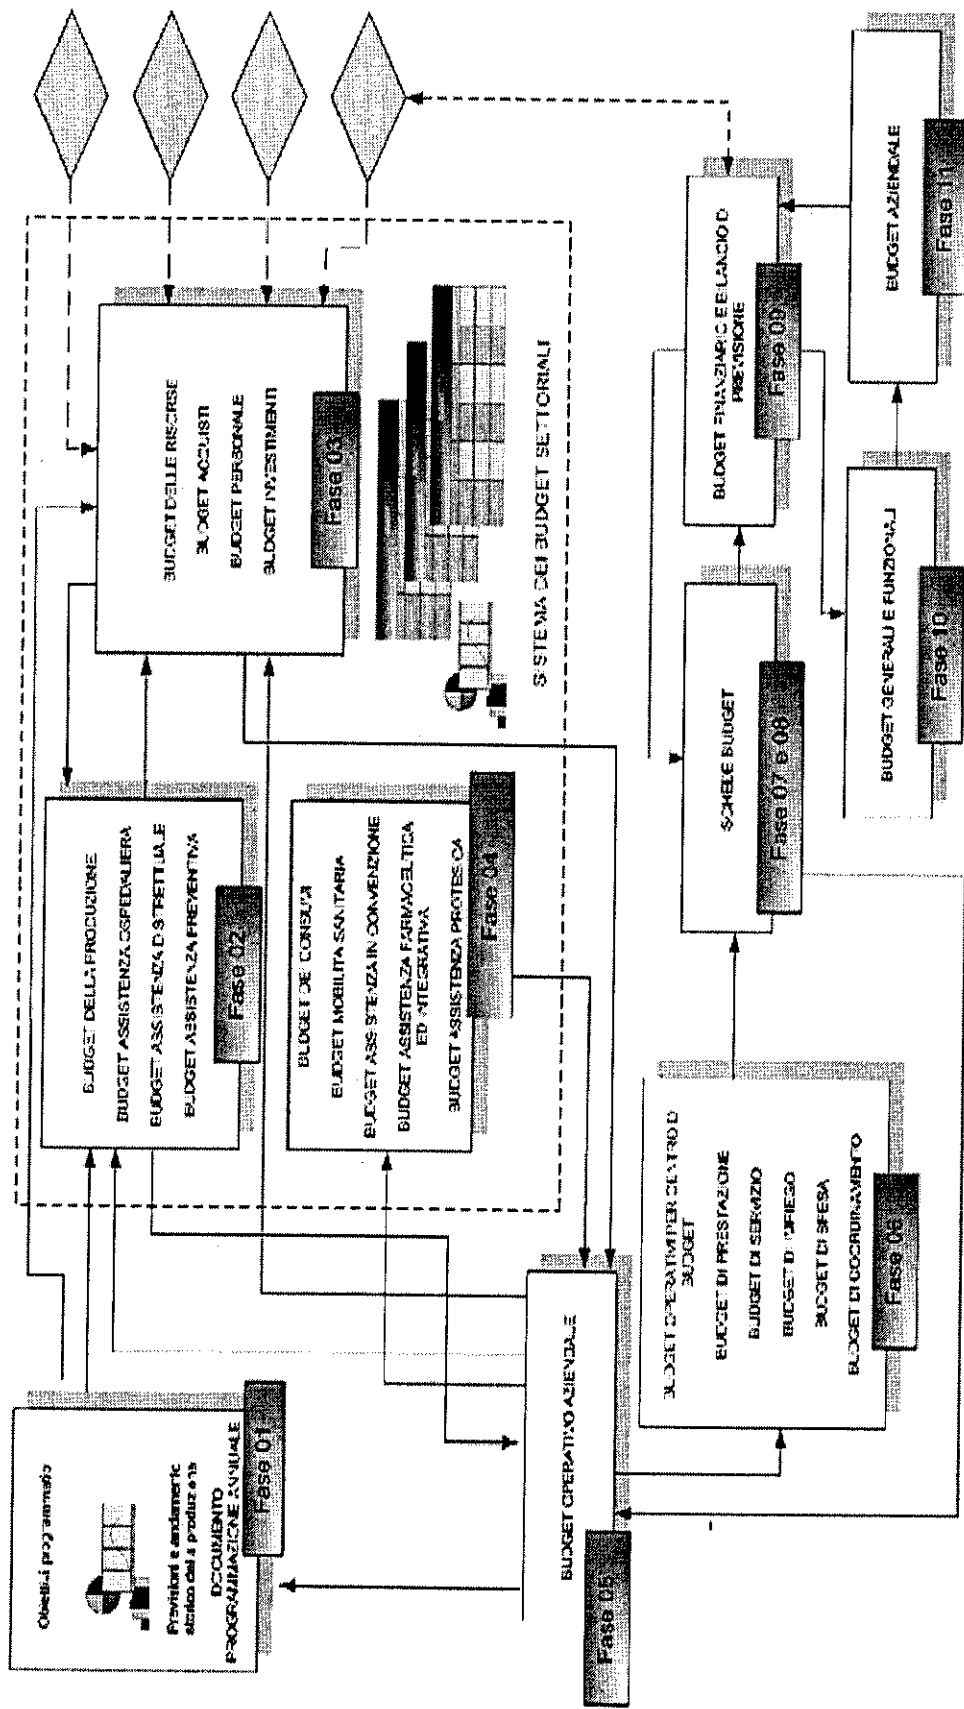 Obiettivi programmatici
Previsioni e andamento
storico della produzione
DOCUMENTO
PROGRAMMAZIONE ANNUALE
Fase 01
BUDGET DELLA PRODUZIONE
BUDGET ASSISTENZA OSPEDALIERA
BUDGET ASSISTENZA DISTRETTUALE
BUDGET ASSISTENZA PREVENTIVA
Fase 02
BUDGET DELLE RISORSE
BUDGET ACQUISTI
BUDGET PERSONALE
BUDGET INVESTIMENTI
Fase 03
BUDGET DEI CONSUMI
BUDGET MOBILITA SANITARIA
BUDGET ASSISTENZA IN CONVENZIONE
BUDGET ASSISTENZA FARMACEUTICA
ED INTEGRATIVA
BUDGET ASSISTENZA PROTESICA
Fase 04
SISTEMA DEI BUDGET SETTORIALI
BUDGET OPERATIVO AZIENDALE
Fase 05
BUDGET OPERATIVI PER CENTRO DI
BUDGET
BUDGET DI PRESTAZIONE
BUDGET DI SERVIZIO
BUDGET DI IMPIEGO
BUDGET DI SPESA
BUDGET DI COORDINAMENTO
Fase 06
SCHEDE BUDGET
Fase 07 e 08
BUDGET FINANZIARIO E BILANCIO DI
PREVISIONE
Fase 09
BUDGET GENERALI E FUNZIONALI
Fase 10
BUDGET AZIENDALE
Fase 11